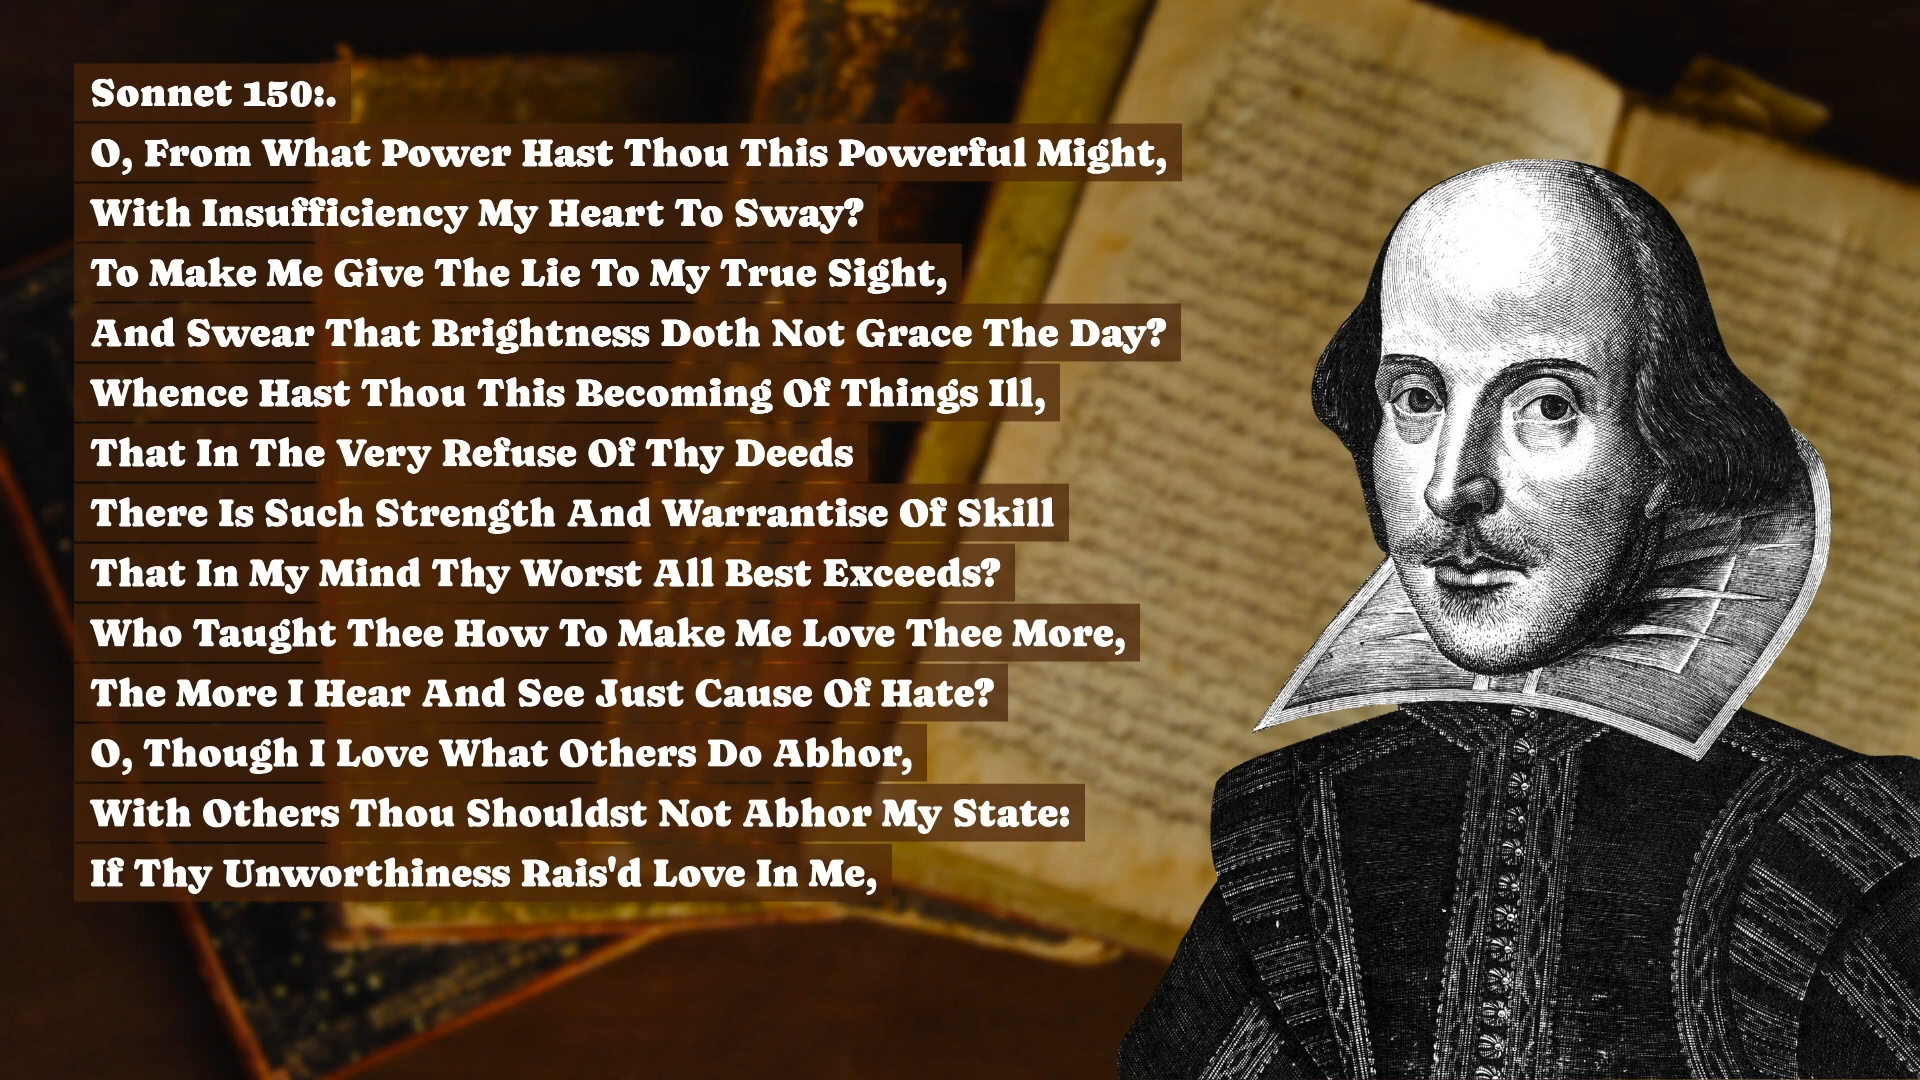 Sonnet 150:.
O, From What Power Hast Thou This Powerful Might,
With Insufficiency My Heart To Sway?
To Make Me Give The Lie To My True Sight,
And Swear That Brightness Doth Not Grace The Day?
Whence Hast Thou This Becoming Of Things Ill,
That In The Very Refuse Of Thy Deeds
There Is Such Strength And Warrantise Of Skill
That In My Mind Thy Worst All Best Exceeds?
Who Taught Thee How To Make Me Love Thee More,
The More I Hear And See Just Cause Of Hate?
O, Though I Love What Others Do Abhor,
With Others Thou Shouldst Not Abhor My State:
If Thy Unworthiness Rais'd Love In Me,